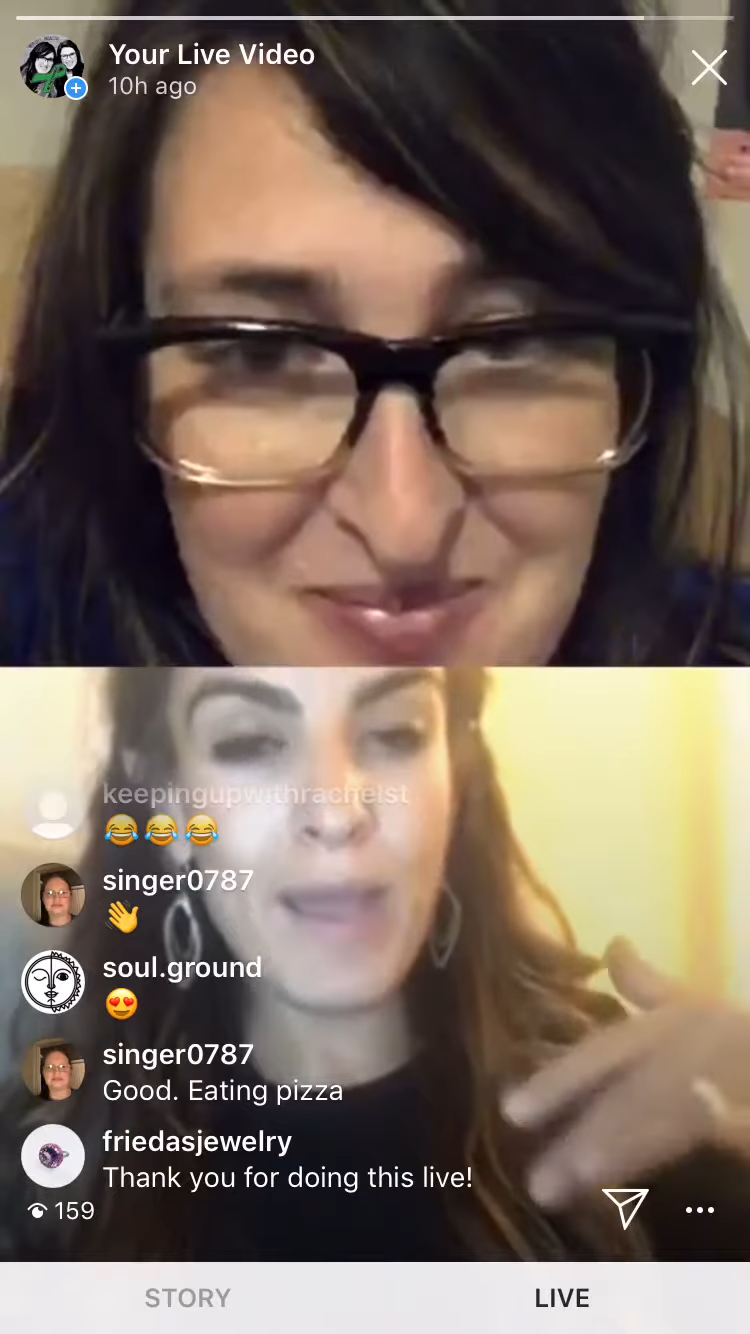 Your Live Video
10h ago
keepingupwithrachelst
😂😂😂
singer0787
👋
soul.ground
😍
singer0787
Good. Eating pizza
friedasjewelry
Thank you for doing this live!
159
STORY
LIVE